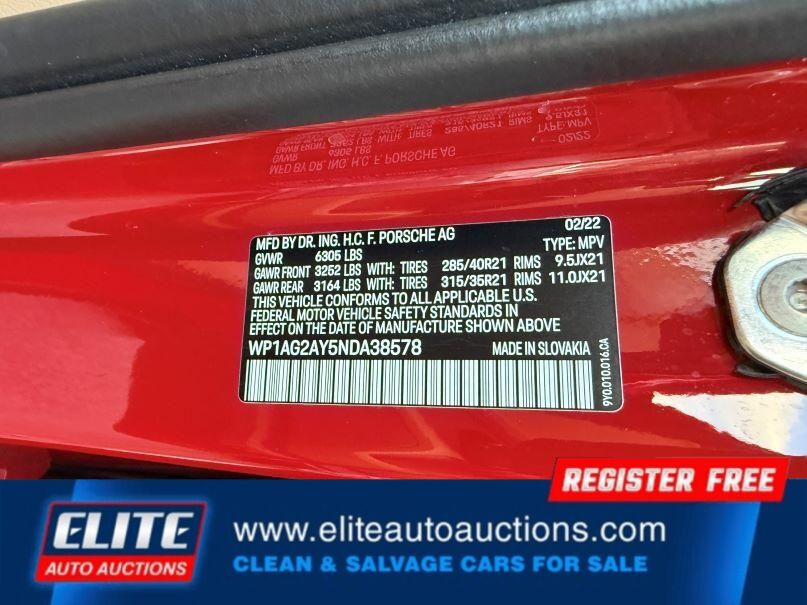 MFD BY DR. ING. H.C. F. PORSCHE AG 02/22
GVWR 6305 LBS TYPE: MPV
GAWR FRONT 3252 LBS WITH: TIRES 285/40R21 RIMS 9.5JX21
GAWR REAR 3164 LBS WITH: TIRES 315/35R21 RIMS 11.0JX21
THIS VEHICLE CONFORMS TO ALL APPLICABLE U.S.
FEDERAL MOTOR VEHICLE SAFETY STANDARDS IN
EFFECT ON THE DATE OF MANUFACTURE SHOWN ABOVE
WP1AG2AY5NDA38578 MADE IN SLOVAKIA
9Y0.010.016.CA
REGISTER FREE
ELITE
AUTO AUCTIONS
www.eliteautoauctions.com
CLEAN & SALVAGE CARS FOR SALE